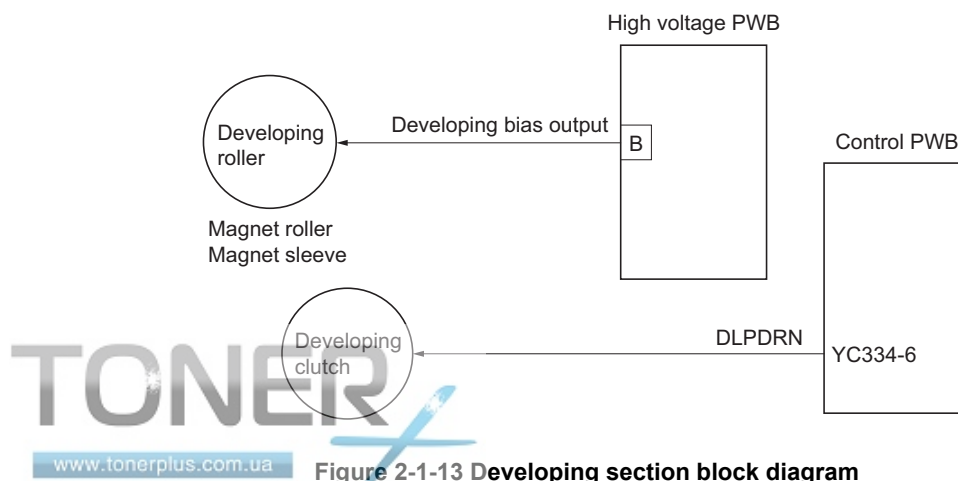 High voltage PWB
Developing
roller
Developing bias output
B
Control PWB
Magnet roller
Magnet sleeve
Developing
clutch
DLPDRN
YC334-6
TONER
www.tonerplus.com.ua
Figure 2-1-13 Developing section block diagram